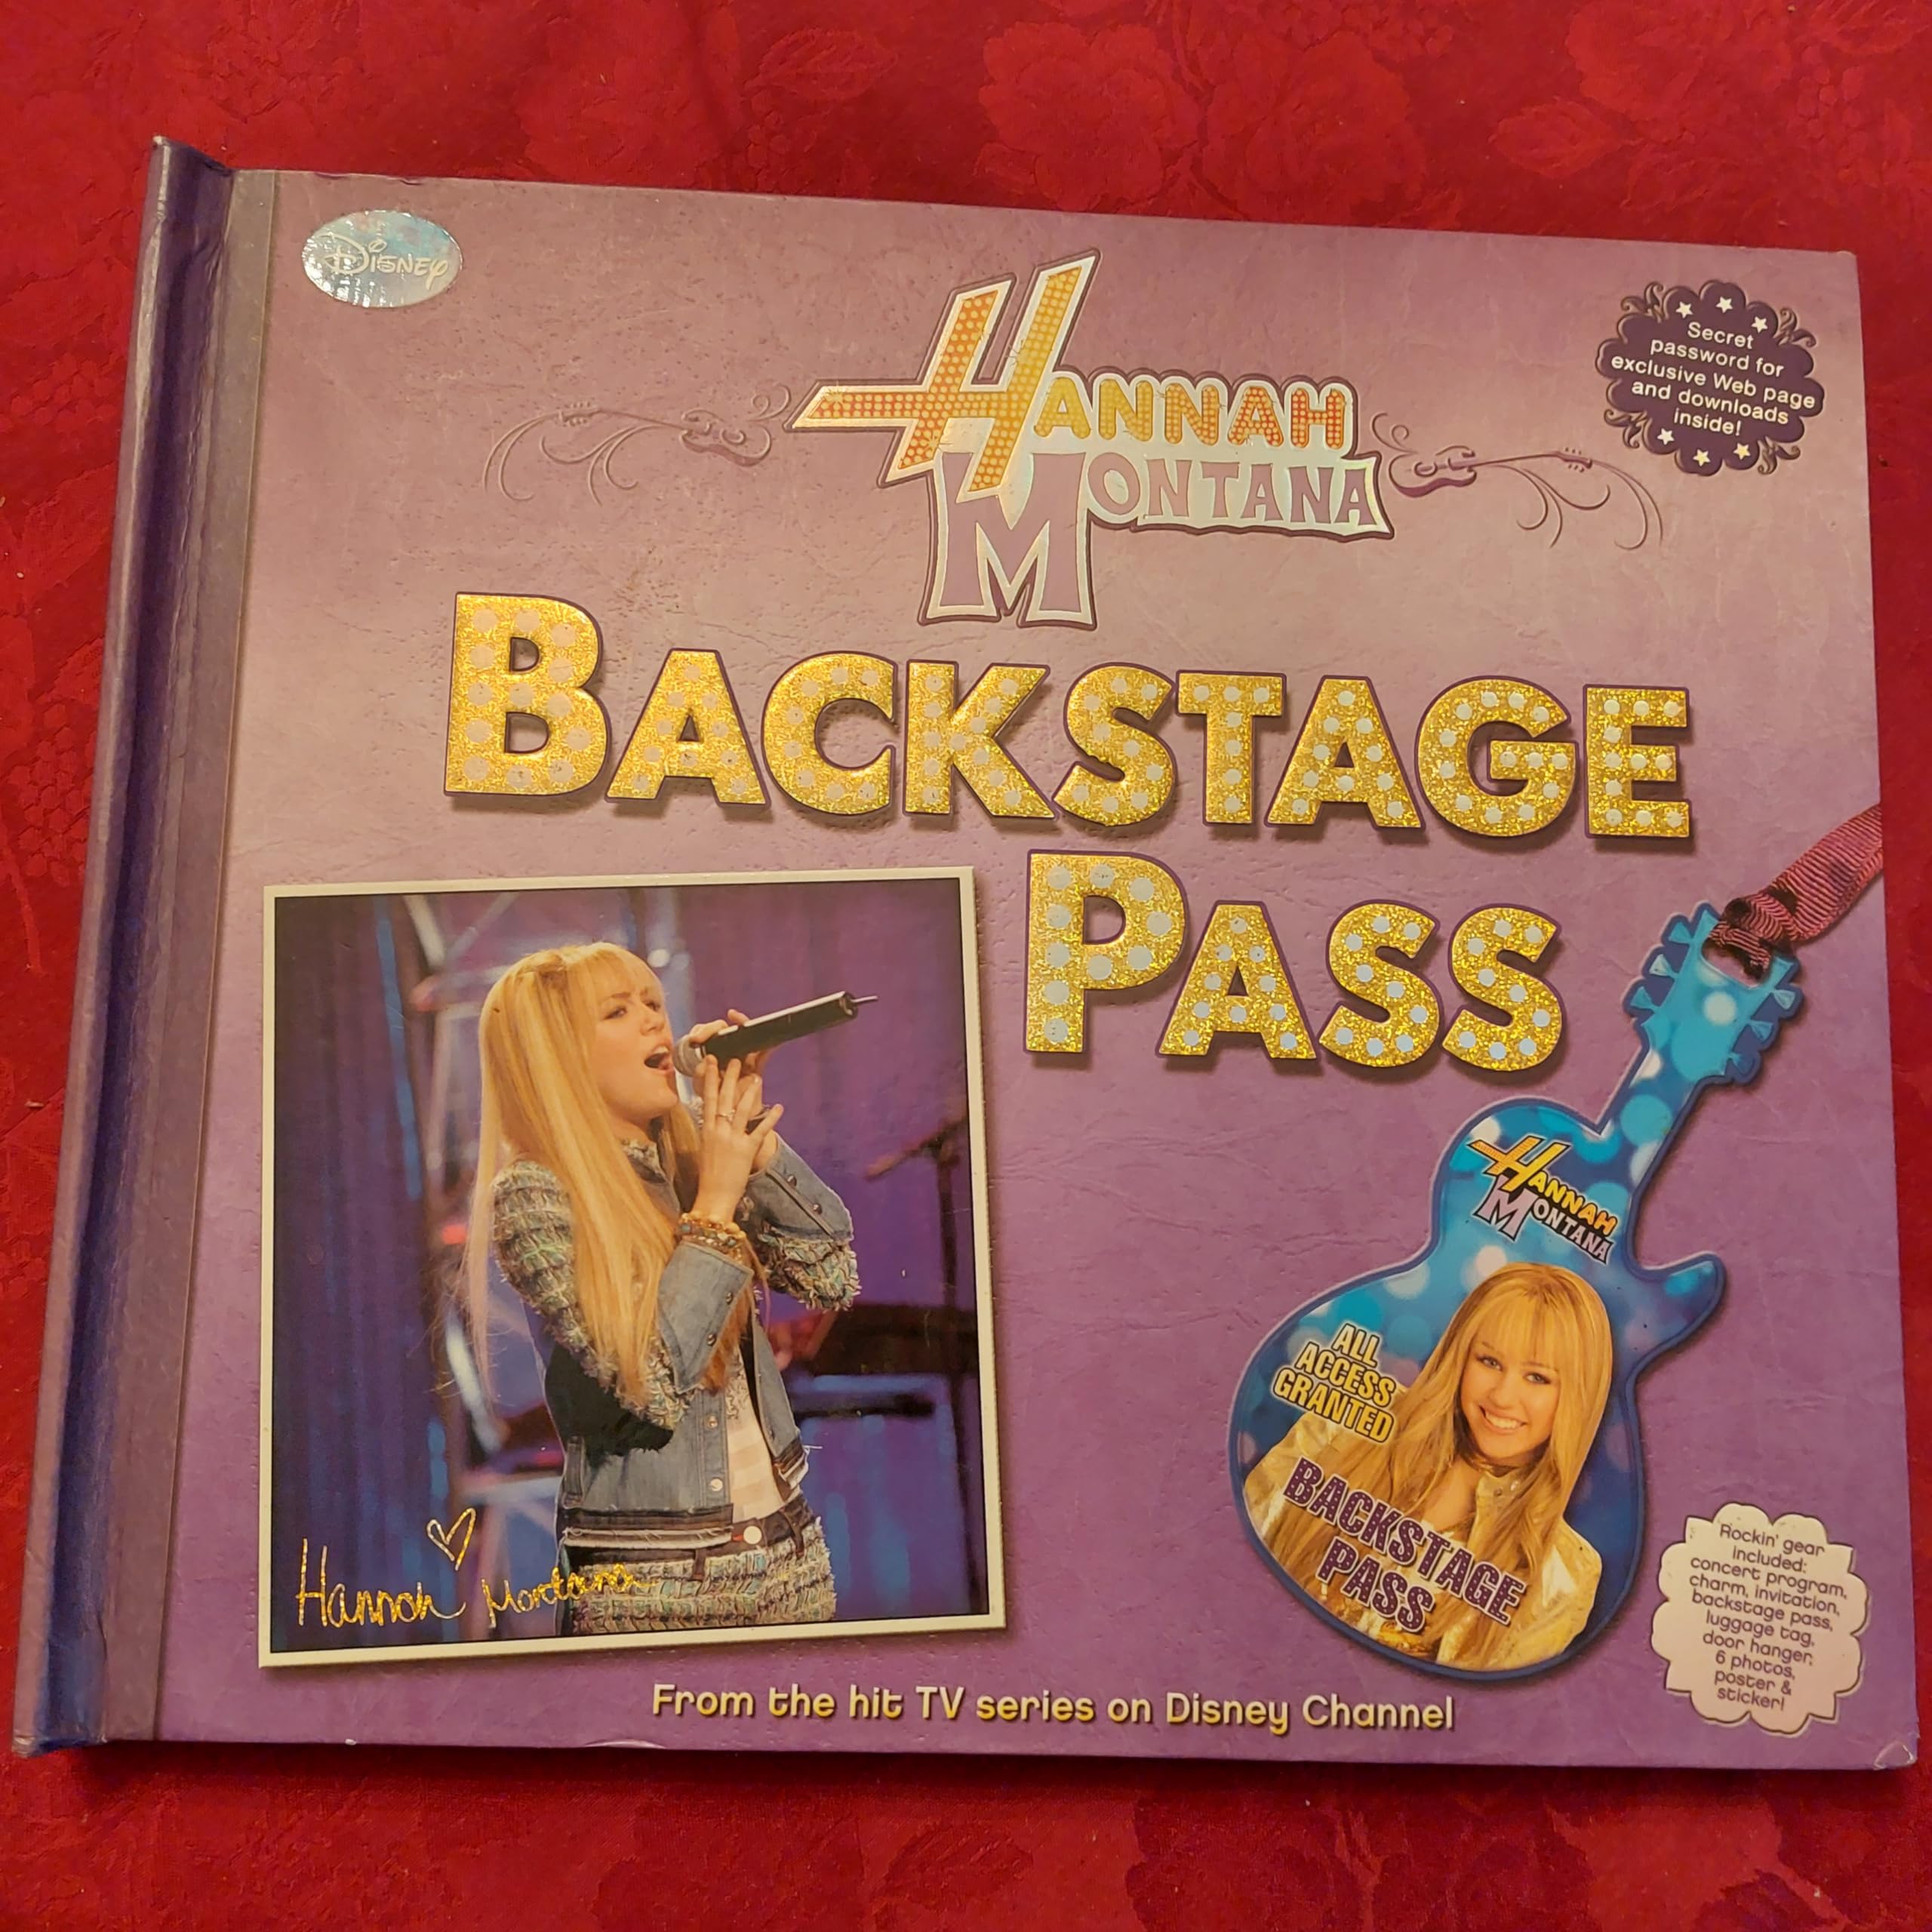 Disney
HANNAH
MONTANA
Secret
password for
exclusive Web page
and downloads
inside!
BACKSTAGE
PASS
HANNAH
MONTANA
ALL
ACCESS
GRANTED
BACKSTAGE
PASS
Hannah Montana
Rockin' gear
included:
concert program,
charm, invitation,
backstage pass,
luggage tag,
door hanger,
6 photos,
poster &
sticker!
From the hit TV series on Disney Channel